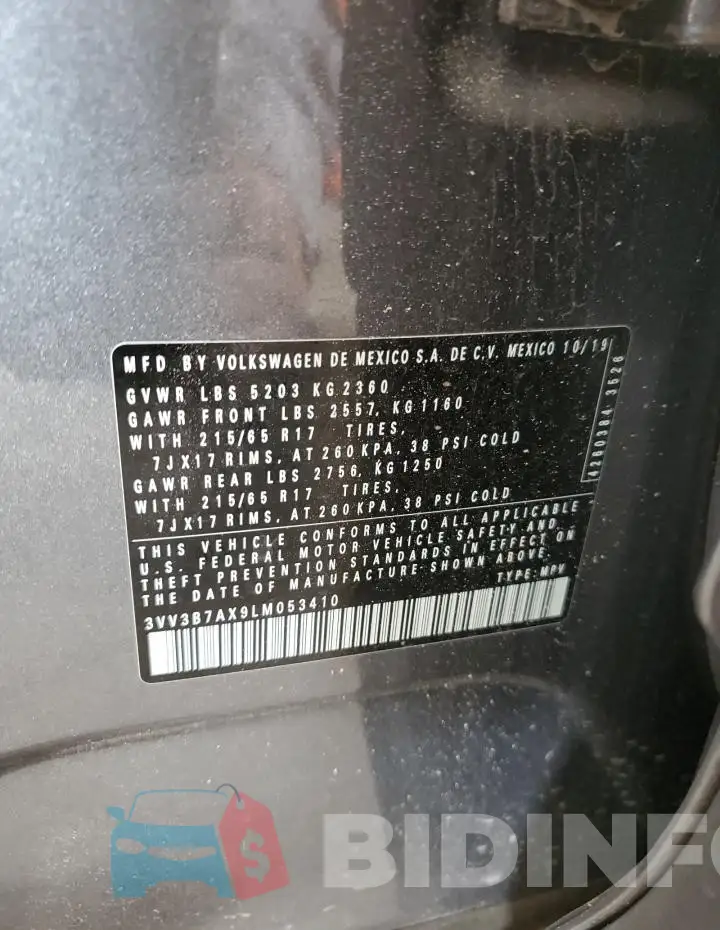 MFD BY VOLKSWAGEN DE MEXICO S.A. DE C.V. MEXICO 10/19
GVWR LBS 5203 KG 2360
GAWR FRONT LBS 2557, KG 1160
WITH 215/65 R17 TIRES,
7JX17 RIMS, AT 260 KPA, 38 PSI COLD
GAWR REAR LBS 2756, KG 1250
WITH 215/65 R17 TIRES,
7JX17 RIMS, AT 260 KPA, 38 PSI COLD
4260384 3526
THIS VEHICLE CONFORMS TO ALL APPLICABLE
U.S. FEDERAL MOTOR VEHICLE SAFETY AND
THEFT PREVENTION STANDARDS IN EFFECT ON
THE DATE OF MANUFACTURE SHOWN ABOVE.
3VV3B7AX9LM053410 TYPE: MPV
$ BIDINFO